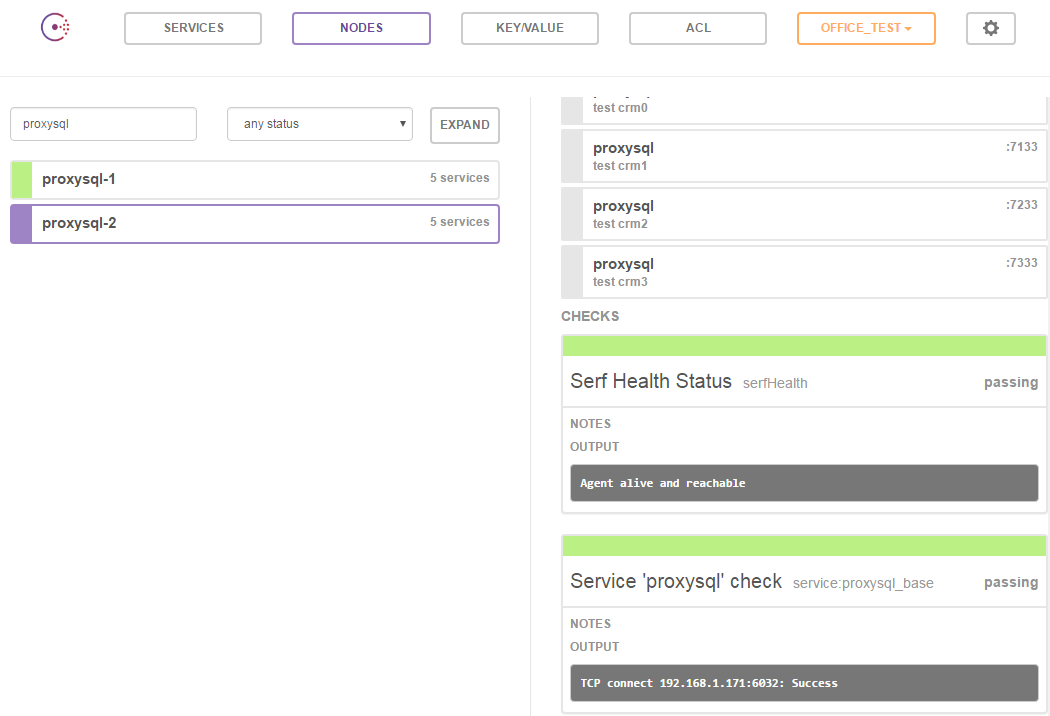 SERVICES
NODES
KEY/VALUE
ACL
OFFICE_TEST
proxysql
any status
EXPAND
proxysql-1 5 services
proxysql-2 5 services
test crm0
proxysql :7133
test crm1
proxysql :7233
test crm2
proxysql :7333
test crm3
CHECKS
Serf Health Status serfHealth passing
NOTES
OUTPUT
Agent alive and reachable
Service 'proxysql' check service:proxysql_base passing
NOTES
OUTPUT
TCP connect 192.168.1.171:6032: Success